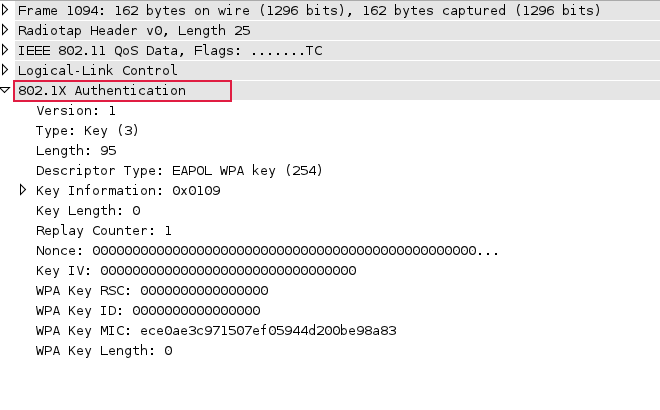 Frame 1094: 162 bytes on wire (1296 bits), 162 bytes captured (1296 bits)
Radiotap Header v0, Length 25
IEEE 802.11 QoS Data, Flags: .......TC
Logical-Link Control
802.1X Authentication
Version: 1
Type: Key (3)
Length: 95
Descriptor Type: EAPOL WPA key (254)
Key Information: 0x0109
Key Length: 0
Replay Counter: 1
Nonce: 000000000000000000000000000000000000000000000000...
Key IV: 00000000000000000000000000000000
WPA Key RSC: 0000000000000000
WPA Key ID: 0000000000000000
WPA Key MIC: ece0ae3c971507ef05944d200be98a83
WPA Key Length: 0